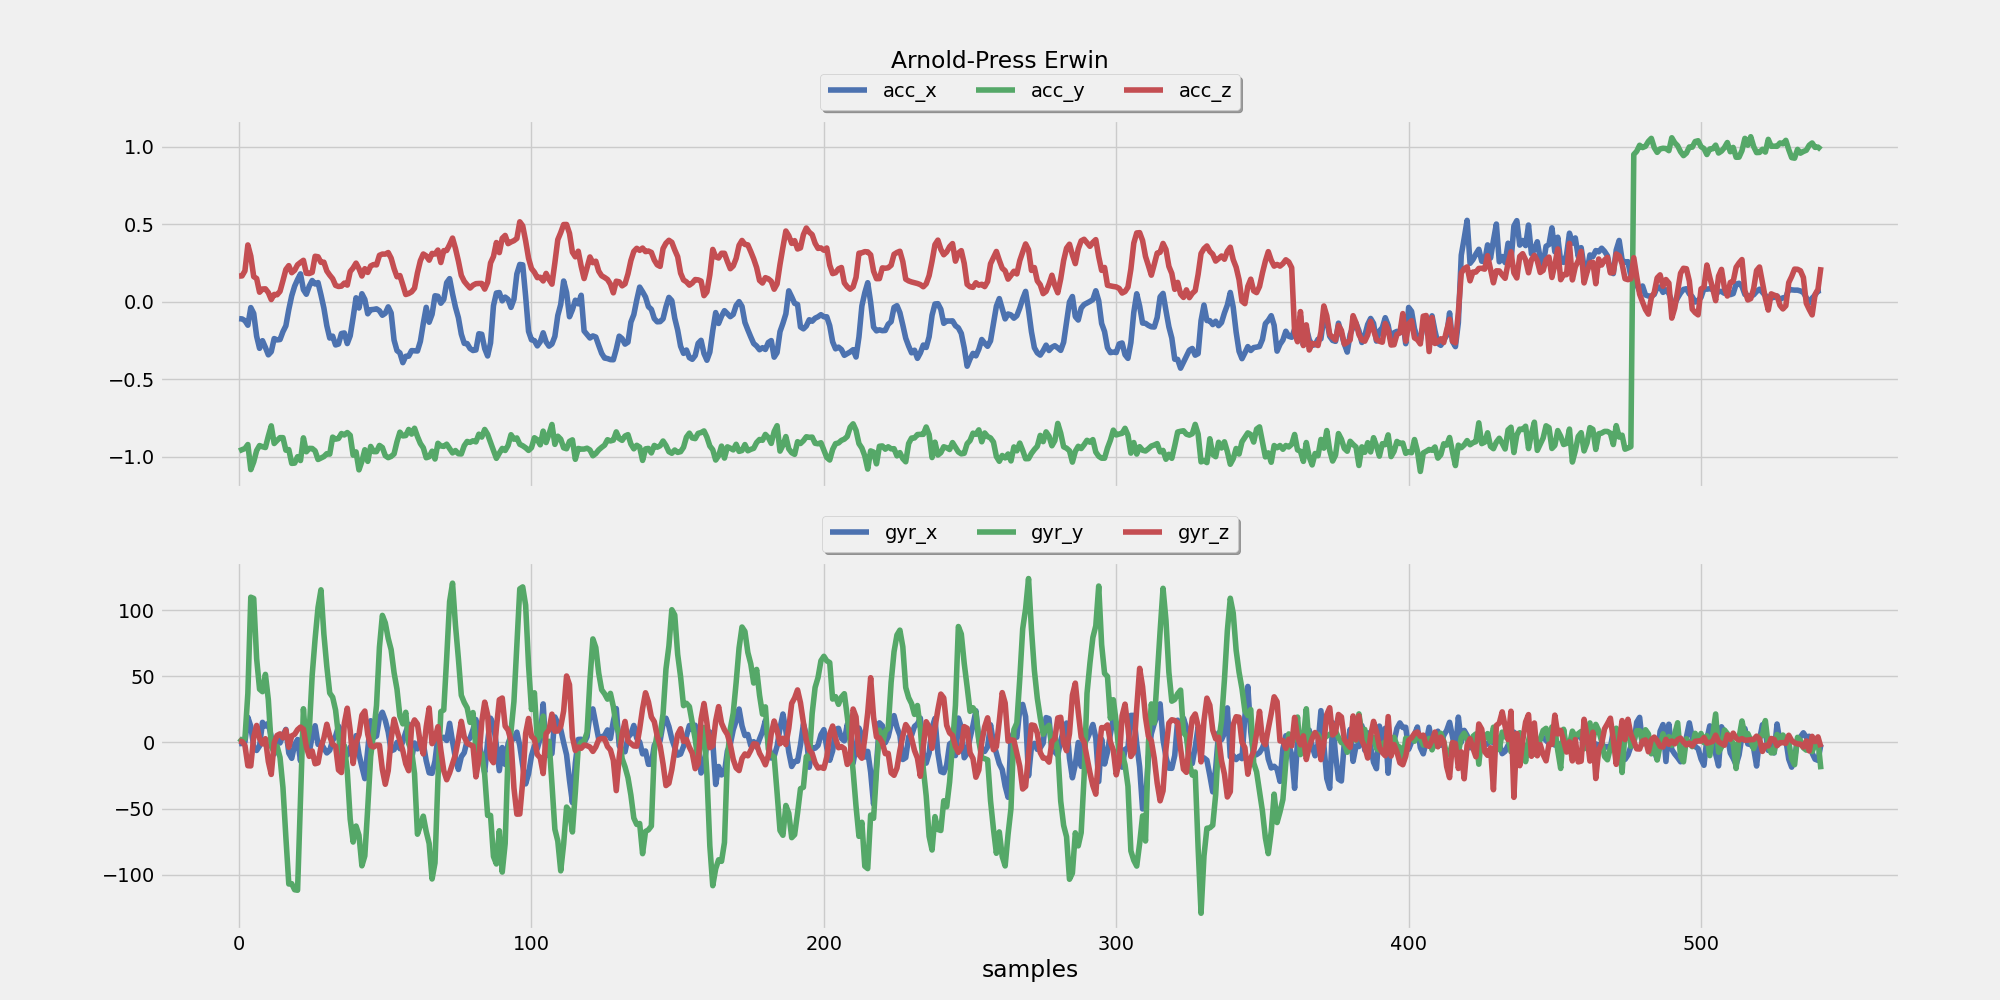 Arnold-Press Erwin
acc_x acc_y acc_z
1.0
0.5
0.0
−0.5
−1.0
gyr_x gyr_y gyr_z
100
50
0
−50
−100
0 100 200 300 400 500
samples